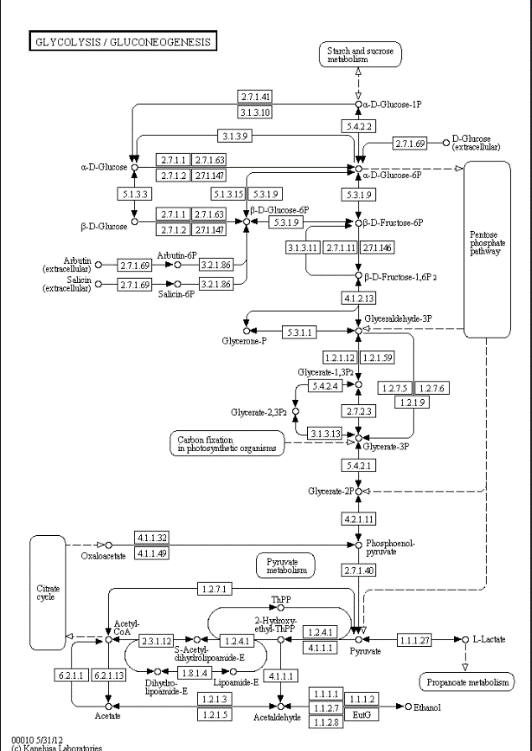 GLYCOLYSIS / GLUCONEOGENESIS
Starch and sucrose
metabolism
2.7.1.41
3.1.3.10
α-D-Glucose-1P
5.4.2.2
3.1.3.9
2.7.1.69
D-Glucose
(extracellular)
α-D-Glucose
2.7.1.1 2.7.1.63
2.7.1.2 2.7.1.147
α-D-Glucose-6P
5.1.3.3
5.1.3.15 5.3.1.9
5.3.1.9
β-D-Glucose
2.7.1.1 2.7.1.63
2.7.1.2 2.7.1.147
β-D-Glucose-6P
5.3.1.9
β-D-Fructose-6P
Pentose
phosphate
pathway
3.1.3.11 2.7.1.11 2.7.1.146
Arbutin
(extracellular)
2.7.1.69
Arbutin-6P
3.2.1.86
Salicin
(extracellular)
2.7.1.69
Salicin-6P
3.2.1.86
β-D-Fructose-1,6P2
4.1.2.13
Glyceraldehyde-3P
Glycerone-P
5.3.1.1
1.2.1.12 1.2.1.59
Glycerate-1,3P2
5.4.2.4
1.2.7.5 1.2.7.6
1.2.1.9
Glycerate-2,3P2
2.7.2.3
3.1.3.13
Carbon fixation
in photosynthetic organisms
Glycerate-3P
5.4.2.1
Glycerate-2P
4.2.1.11
Oxaloacetate
4.1.1.32
4.1.1.49
Phosphoenol-
pyruvate
Pyruvate
metabolism
2.7.1.40
Citrate
cycle
1.2.7.1
ThPP
Acetyl-
CoA
2.3.1.12
S-Acetyl-
dihydrolipoamide-E
1.2.4.1
2-Hydroxy-
ethyl-ThPP
1.2.4.1
4.1.1.1
Pyruvate
1.1.1.27
L-Lactate
Dihydro-
lipoamide-E
1.8.1.4
Lipoamide-E
6.2.1.1 6.2.1.13
4.1.1.1
Propanoate metabolism
Acetate
1.2.1.3
1.2.1.5
Acetaldehyde
1.1.1.1
1.1.1.2
1.1.2.7
EutG
1.1.2.8
Ethanol
00010 5/31/12
(c) Kanehisa Laboratories